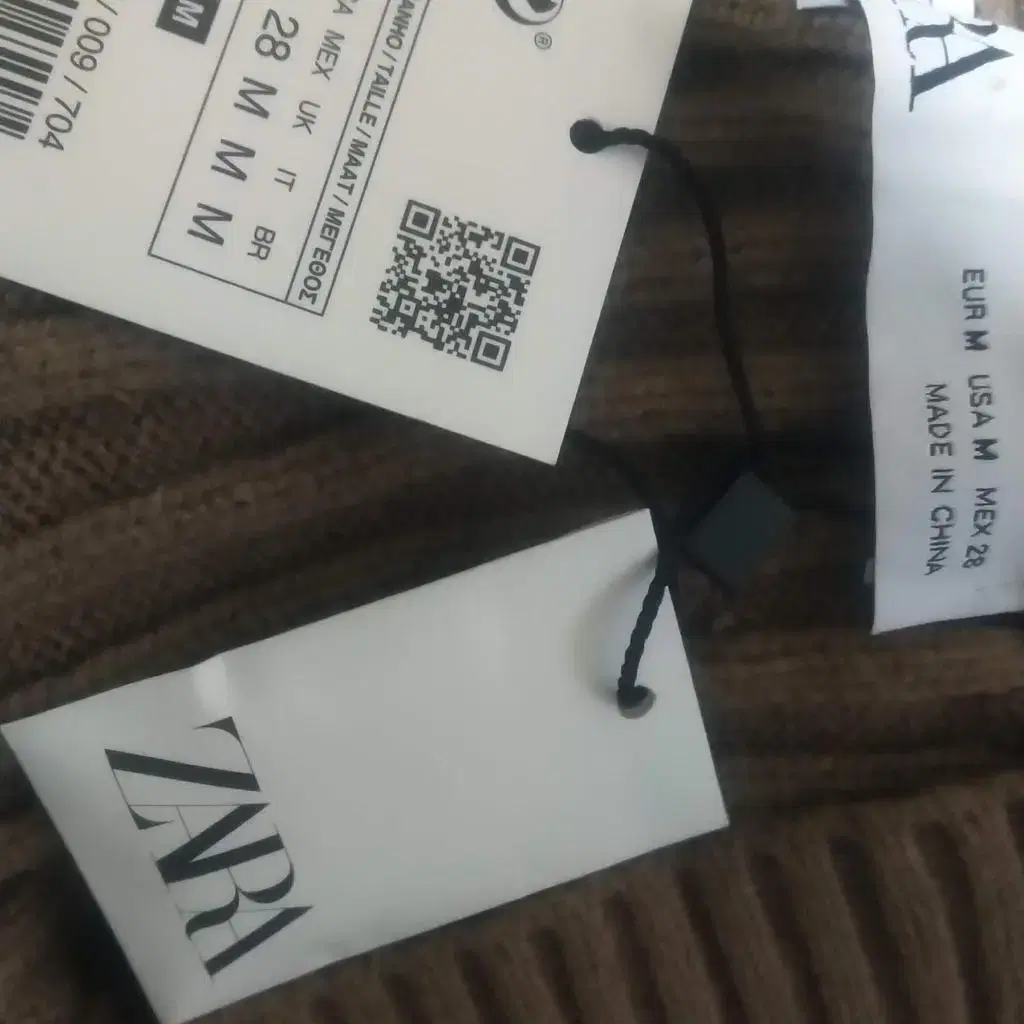 / 009 / 704
M
MEX UK IT BR
28 M M M
ANHO / TAILLE / MAAT / ΜΕΓΕΘΟΣ
®
ZARA
EUR M USA M MEX 28
MADE IN CHINA
ZARA